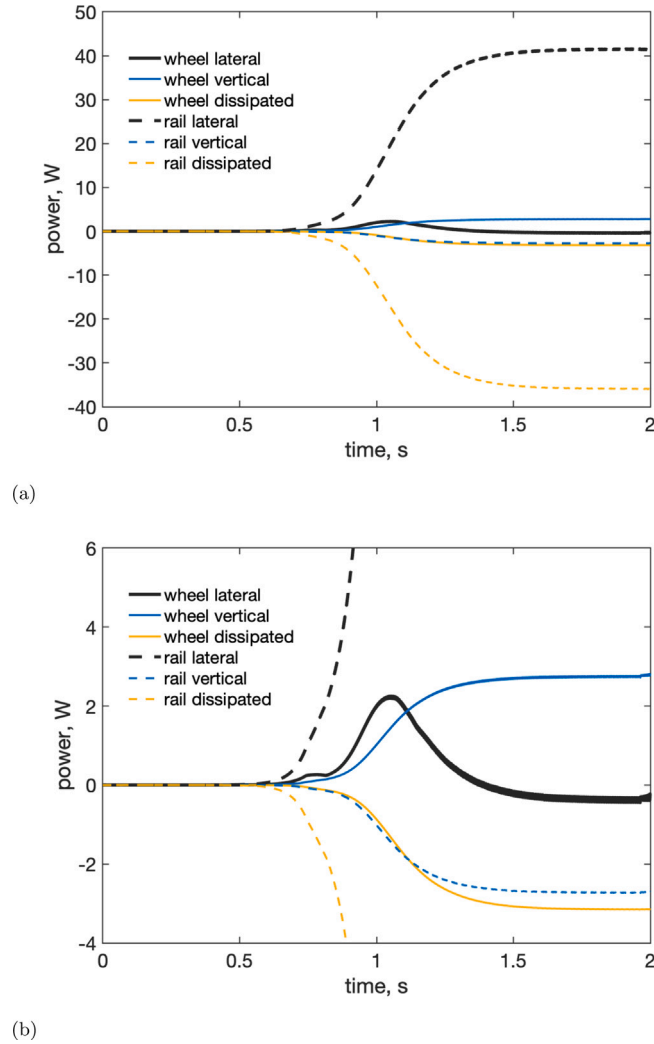 50
40
30
20
10
0
-10
-20
-30
-40
power, W
wheel lateral
wheel vertical
wheel dissipated
rail lateral
rail vertical
rail dissipated
0 0.5 1 1.5 2
time, s
(a)
6
4
2
0
-2
-4
power, W
wheel lateral
wheel vertical
wheel dissipated
rail lateral
rail vertical
rail dissipated
0 0.5 1 1.5 2
time, s
(b)